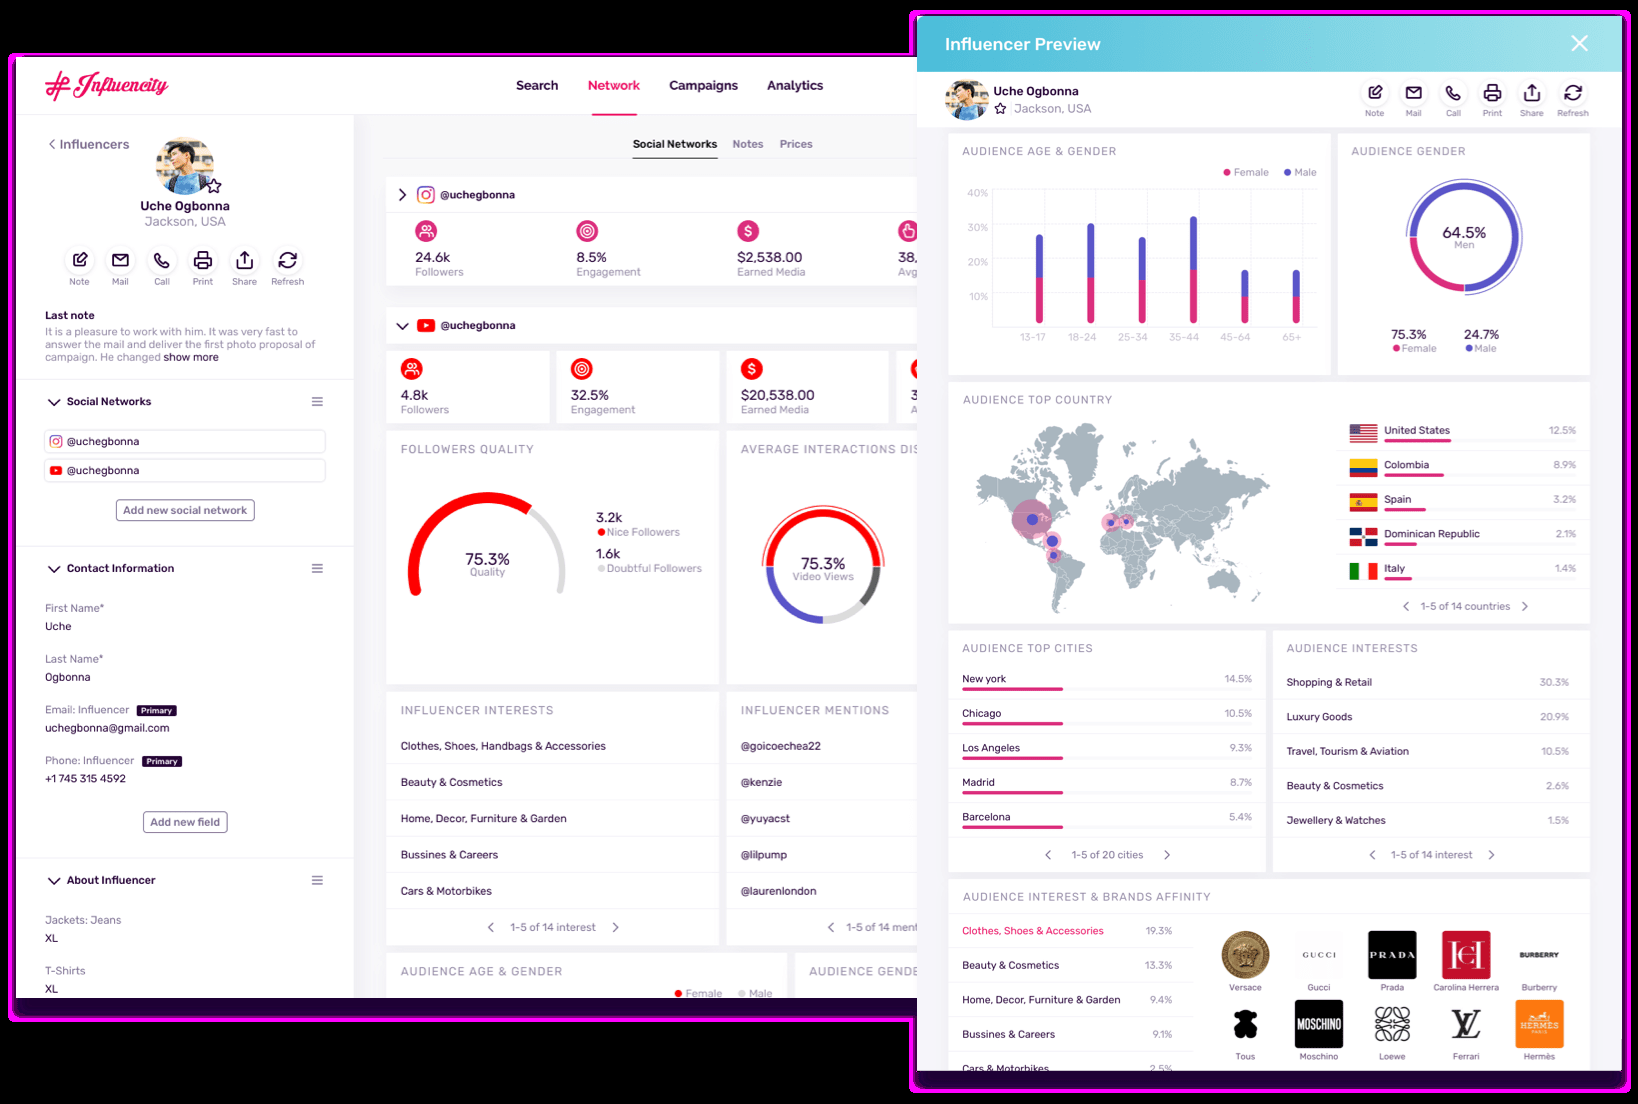 Influencity
Search
Network
Campaigns
Analytics
Influencers
Uche Ogbonna
Jackson, USA
Note
Mail
Call
Print
Share
Refresh
Last note
It is a pleasure to work with him. It was very fast to
answer the mail and deliver the first photo proposal of
campaign. He changed show more
Social Networks
@uchegbonna
@uchegbonna
Add new social network
Contact Information
First Name*
Uche
Last Name*
Ogbonna
Email: Influencer Primary
uchegbonna@gmail.com
Phone: Influencer Primary
+1 745 315 4592
Add new field
About Influencer
Jackets: Jeans
XL
T-Shirts
XL
Social Networks
Notes
Prices
@uchegbonna
24.6k
Followers
8.5%
Engagement
$2,538.00
Earned Media
38,
Avg
@uchegbonna
4.8k
Followers
32.5%
Engagement
$20,538.00
Earned Media
3
A
FOLLOWERS QUALITY
75.3%
Quality
3.2k
Nice Followers
1.6k
Doubtful Followers
AVERAGE INTERACTIONS DIS
75.3%
Video Views
INFLUENCER INTERESTS
Clothes, Shoes, Handbags & Accessories
Beauty & Cosmetics
Home, Decor, Furniture & Garden
Bussines & Careers
Cars & Motorbikes
1-5 of 14 interest
INFLUENCER MENTIONS
@goicoechea22
@kenzie
@yuyacst
@lilpump
@laurenlondon
1-5 of 14 ment
AUDIENCE AGE & GENDER
Female
Male
AUDIENCE GENDE
Influencer Preview
Uche Ogbonna
Jackson, USA
Note
Mail
Call
Print
Share
Refresh
AUDIENCE AGE & GENDER
Female
Male
40%
30%
20%
10%
13-17
18-24
25-34
35-44
45-64
65+
AUDIENCE GENDER
64.5%
Men
75.3%
Female
24.7%
Male
AUDIENCE TOP COUNTRY
United States 12.5%
Colombia 8.9%
Spain 3.2%
Dominican Republic 2.1%
Italy 1.4%
1-5 of 14 countries
AUDIENCE TOP CITIES
New york 14.5%
Chicago 10.5%
Los Angeles 9.3%
Madrid 8.7%
Barcelona 5.4%
1-5 of 20 cities
AUDIENCE INTERESTS
Shopping & Retail 30.3%
Luxury Goods 20.9%
Travel, Tourism & Aviation 10.5%
Beauty & Cosmetics 2.6%
Jewellery & Watches 1.5%
1-5 of 14 interest
AUDIENCE INTEREST & BRANDS AFFINITY
Clothes, Shoes & Accessories 19.3%
Beauty & Cosmetics 13.3%
Home, Decor, Furniture & Garden 9.4%
Bussines & Careers 9.1%
Cars & Motorbikes 2.5%
GUCCI
PRADA
CH
BURBERRY
Versace
Gucci
Prada
Carolina Herrera
Burberry
MOSCHINO
LV
HERMES
PARIS
Tous
Moschino
Loewe
Ferrari
Hermès